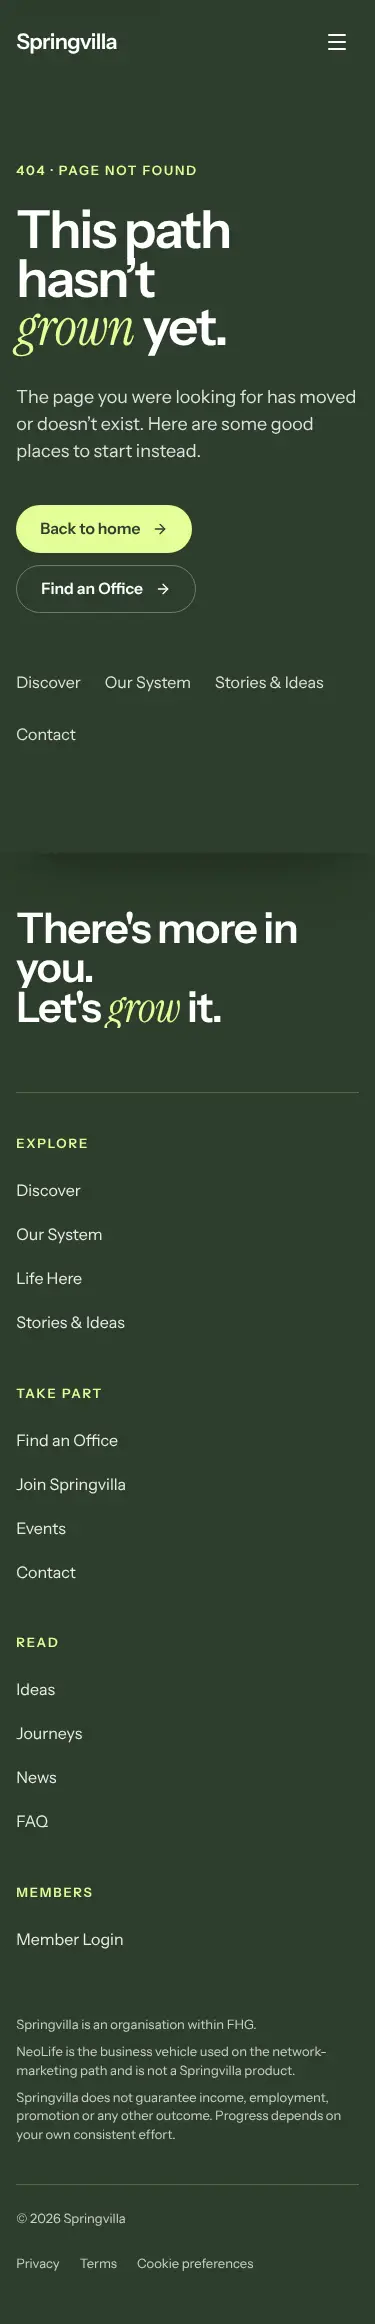 Springvilla
404 · PAGE NOT FOUND
This path
hasn’t
grown yet.
The page you were looking for has moved
or doesn’t exist. Here are some good
places to start instead.
Back to home →
Find an Office →
Discover Our System Stories & Ideas
Contact
There's more in
you.
Let's grow it.
EXPLORE
Discover
Our System
Life Here
Stories & Ideas
TAKE PART
Find an Office
Join Springvilla
Events
Contact
READ
Ideas
Journeys
News
FAQ
MEMBERS
Member Login
Springvilla is an organisation within FHG.
NeoLife is the business vehicle used on the network-
marketing path and is not a Springvilla product.
Springvilla does not guarantee income, employment,
promotion or any other outcome. Progress depends on
your own consistent effort.
© 2026 Springvilla
Privacy Terms Cookie preferences